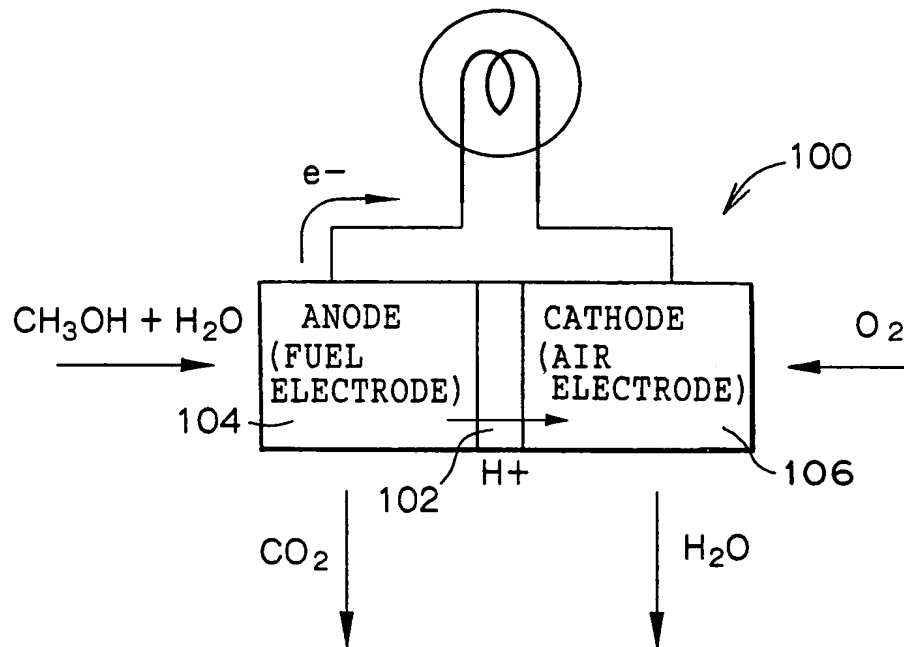 100
e-
CH₃OH + H₂O
ANODE
(FUEL
ELECTRODE)
CATHODE
(AIR
ELECTRODE)
O₂
104
102
H+
106
CO₂
H₂O